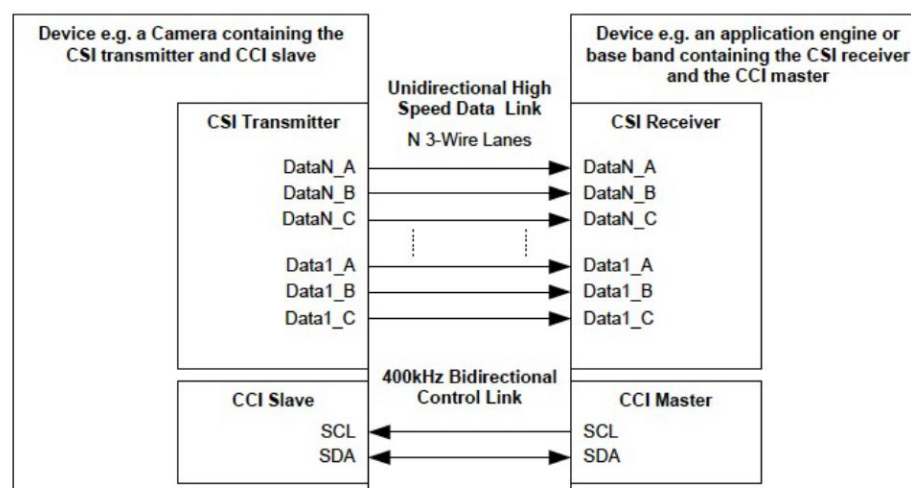 Device e.g. a Camera containing the
CSI transmitter and CCI slave
Device e.g. an application engine or
base band containing the CSI receiver
and the CCI master
Unidirectional High
Speed Data Link
N 3-Wire Lanes
CSI Transmitter
DataN_A
DataN_B
DataN_C
Data1_A
Data1_B
Data1_C
CSI Receiver
DataN_A
DataN_B
DataN_C
Data1_A
Data1_B
Data1_C
400kHz Bidirectional
Control Link
CCI Slave
SCL
SDA
CCI Master
SCL
SDA